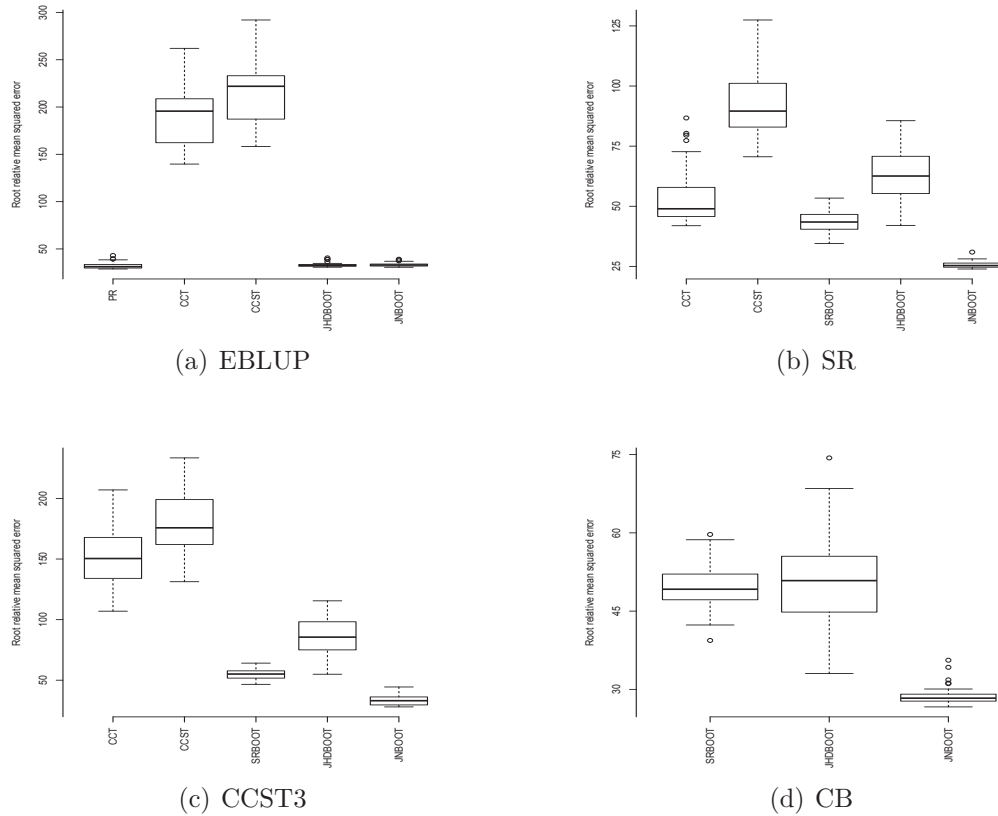 Root relative mean squared error
300
250
200
150
100
50
PR
CCT
CCST
JHDBOOT
JNBOOT
(a) EBLUP
Root relative mean squared error
125
100
75
50
25
CCT
CCST
SRBOOT
JHDBOOT
JNBOOT
(b) SR
Root relative mean squared error
200
150
100
50
CCT
CCST
SRBOOT
JHDBOOT
JNBOOT
(c) CCST3
Root relative mean squared error
75
60
45
30
SRBOOT
JHDBOOT
JNBOOT
(d) CB